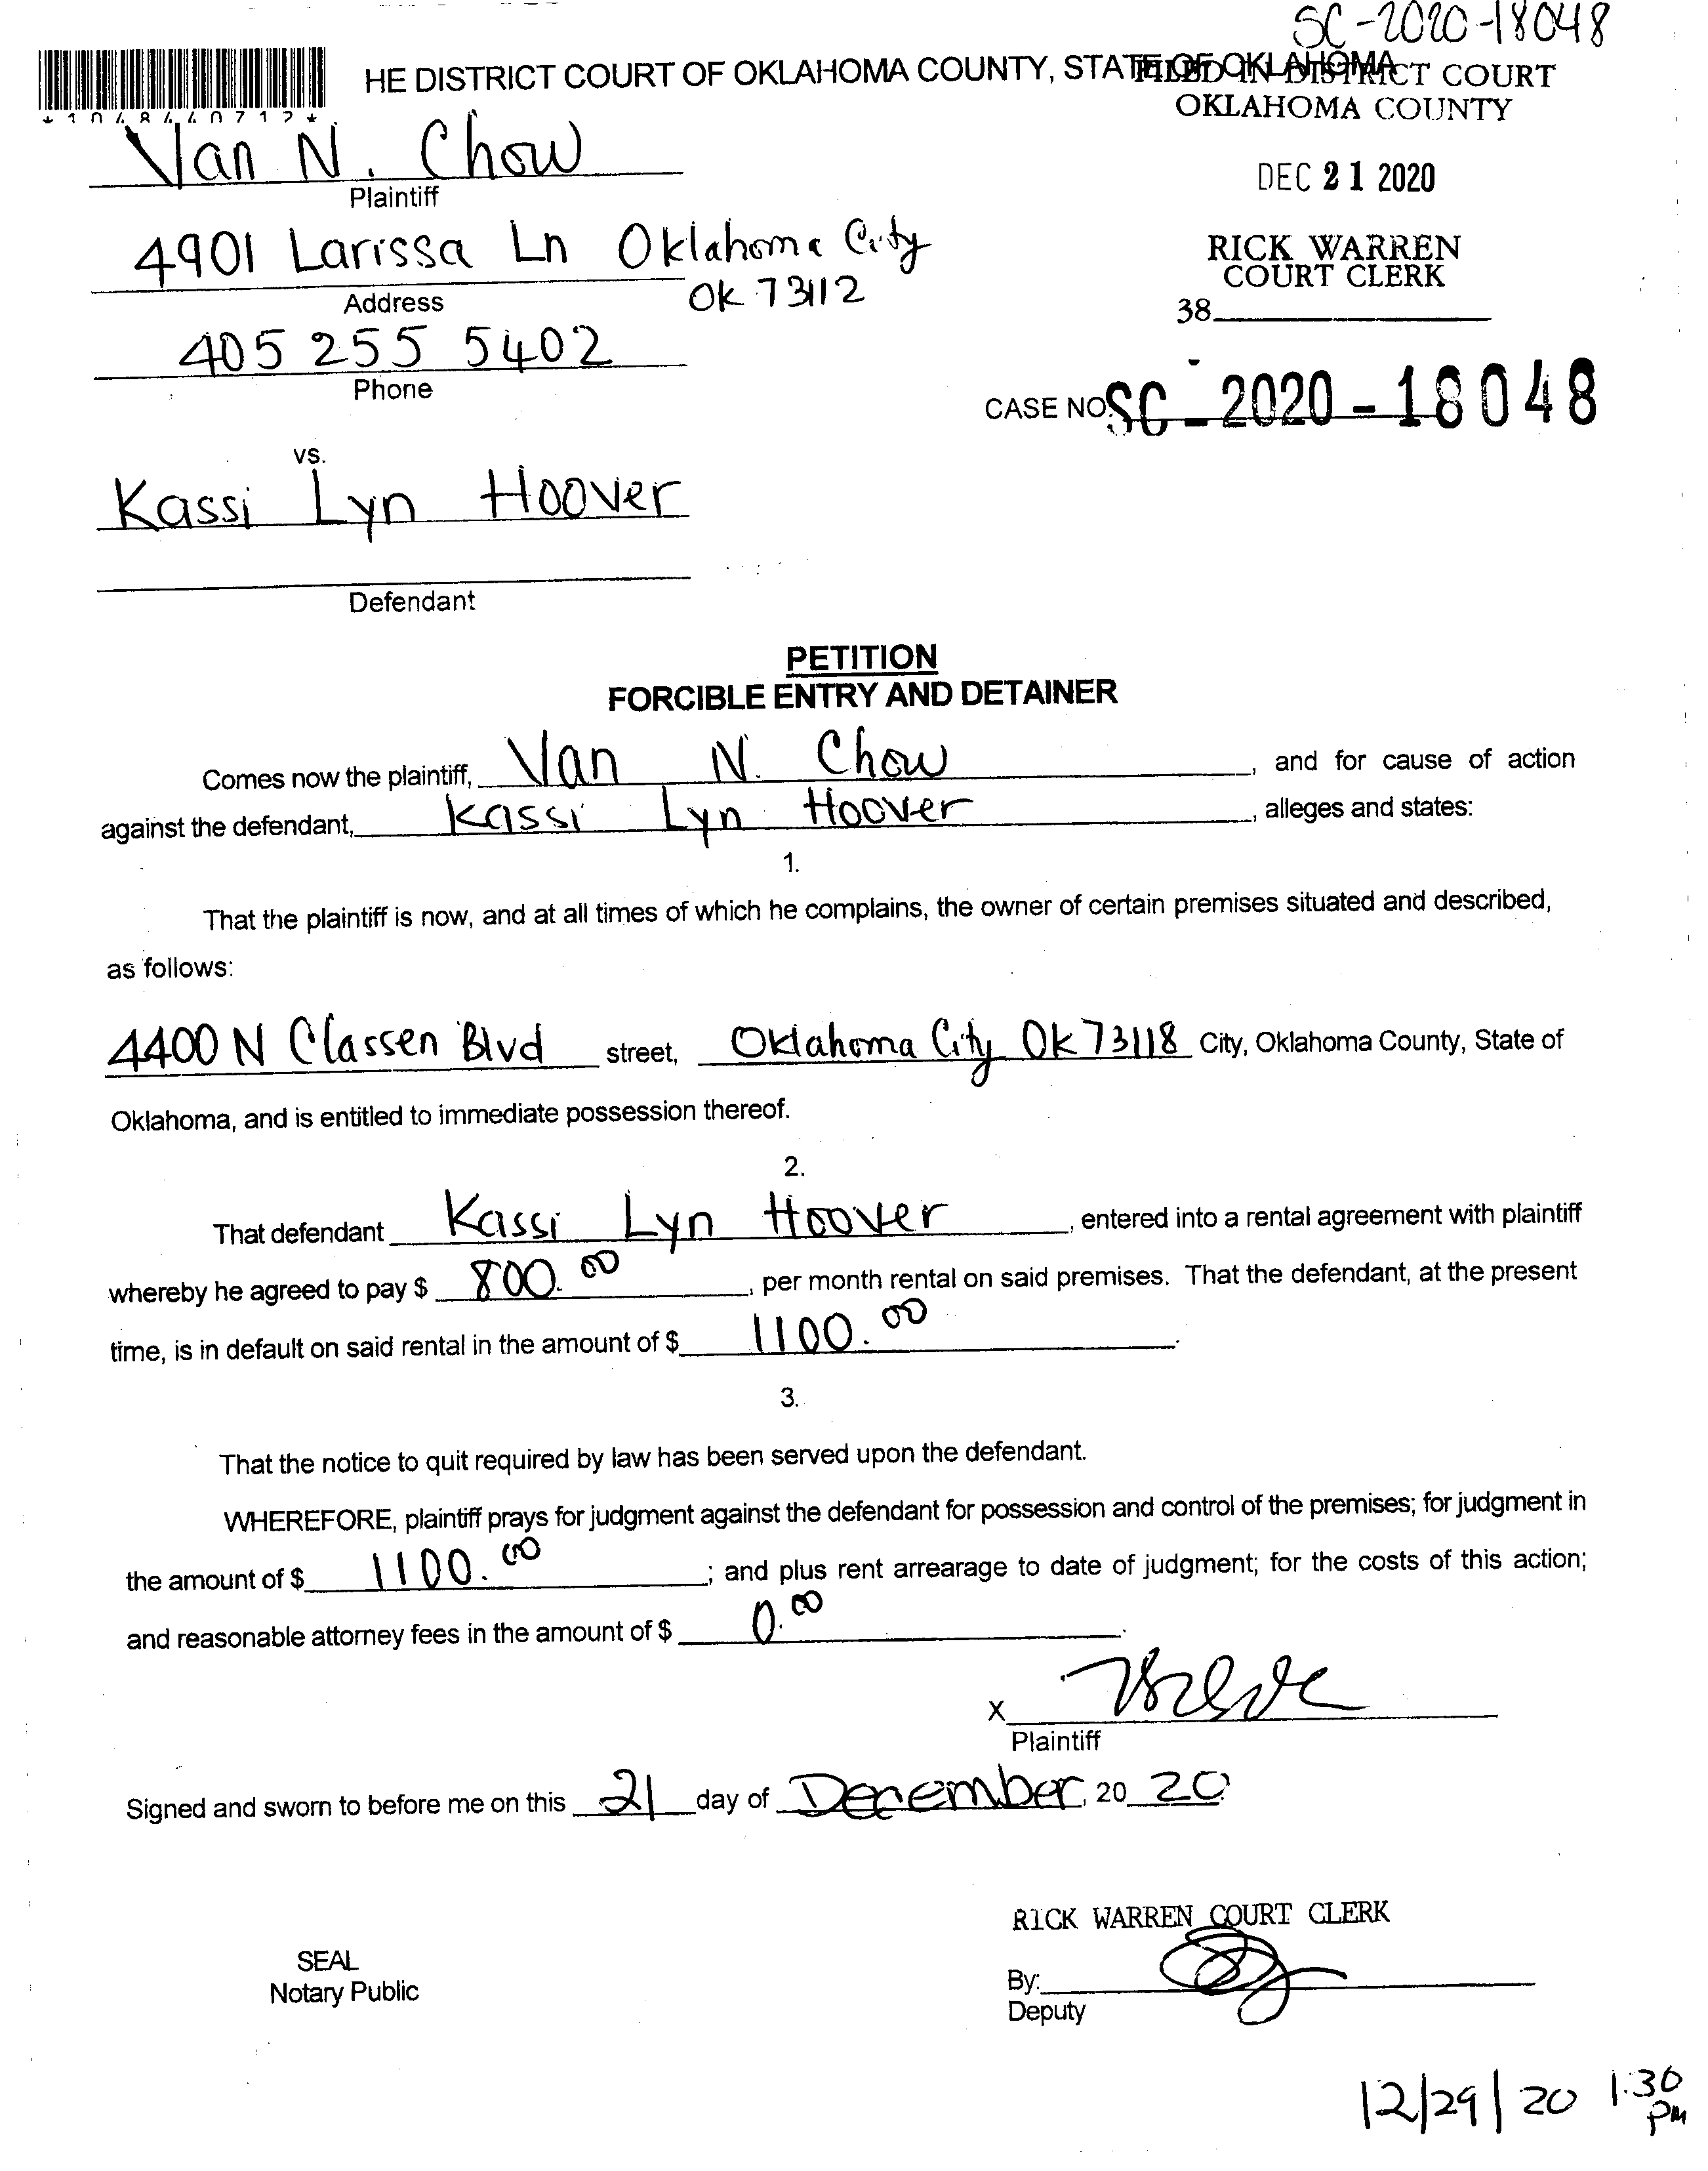 SC-2020-18048
HE DISTRICT COURT OF OKLAHOMA COUNTY, STATE OF OKLAHOMA
FILED IN DISTRICT COURT
OKLAHOMA COUNTY
*1048440712*
Van N. Chow
Plaintiff
DEC 21 2020
4901 Larissa Ln Oklahoma City
OK 73112
Address
RICK WARREN
COURT CLERK
38
405 255 5402
Phone
CASE NO. SC - 2020 - 18048
vs.
Kassi Lyn Hoover
Defendant
PETITION
FORCIBLE ENTRY AND DETAINER
Comes now the plaintiff, Van N. Chow, and for cause of action
against the defendant, Kassi Lyn Hoover, alleges and states:
1.
That the plaintiff is now, and at all times of which he complains, the owner of certain premises situated and described,
as follows:
4400 N Classen Blvd street, Oklahoma City OK 73118 City, Oklahoma County, State of
Oklahoma, and is entitled to immediate possession thereof.
2.
That defendant Kassi Lyn Hoover, entered into a rental agreement with plaintiff
whereby he agreed to pay $ 800.00, per month rental on said premises. That the defendant, at the present
time, is in default on said rental in the amount of $ 1100.00.
3.
That the notice to quit required by law has been served upon the defendant.
WHEREFORE, plaintiff prays for judgment against the defendant for possession and control of the premises; for judgment in
the amount of $ 1100.00; and plus rent arrearage to date of judgment; for the costs of this action;
and reasonable attorney fees in the amount of $ 0.00.
X
Plaintiff
Signed and sworn to before me on this 21 day of December, 20 20
RICK WARREN COURT CLERK
SEAL
Notary Public
By:
Deputy
12/29/20 1:30 PM